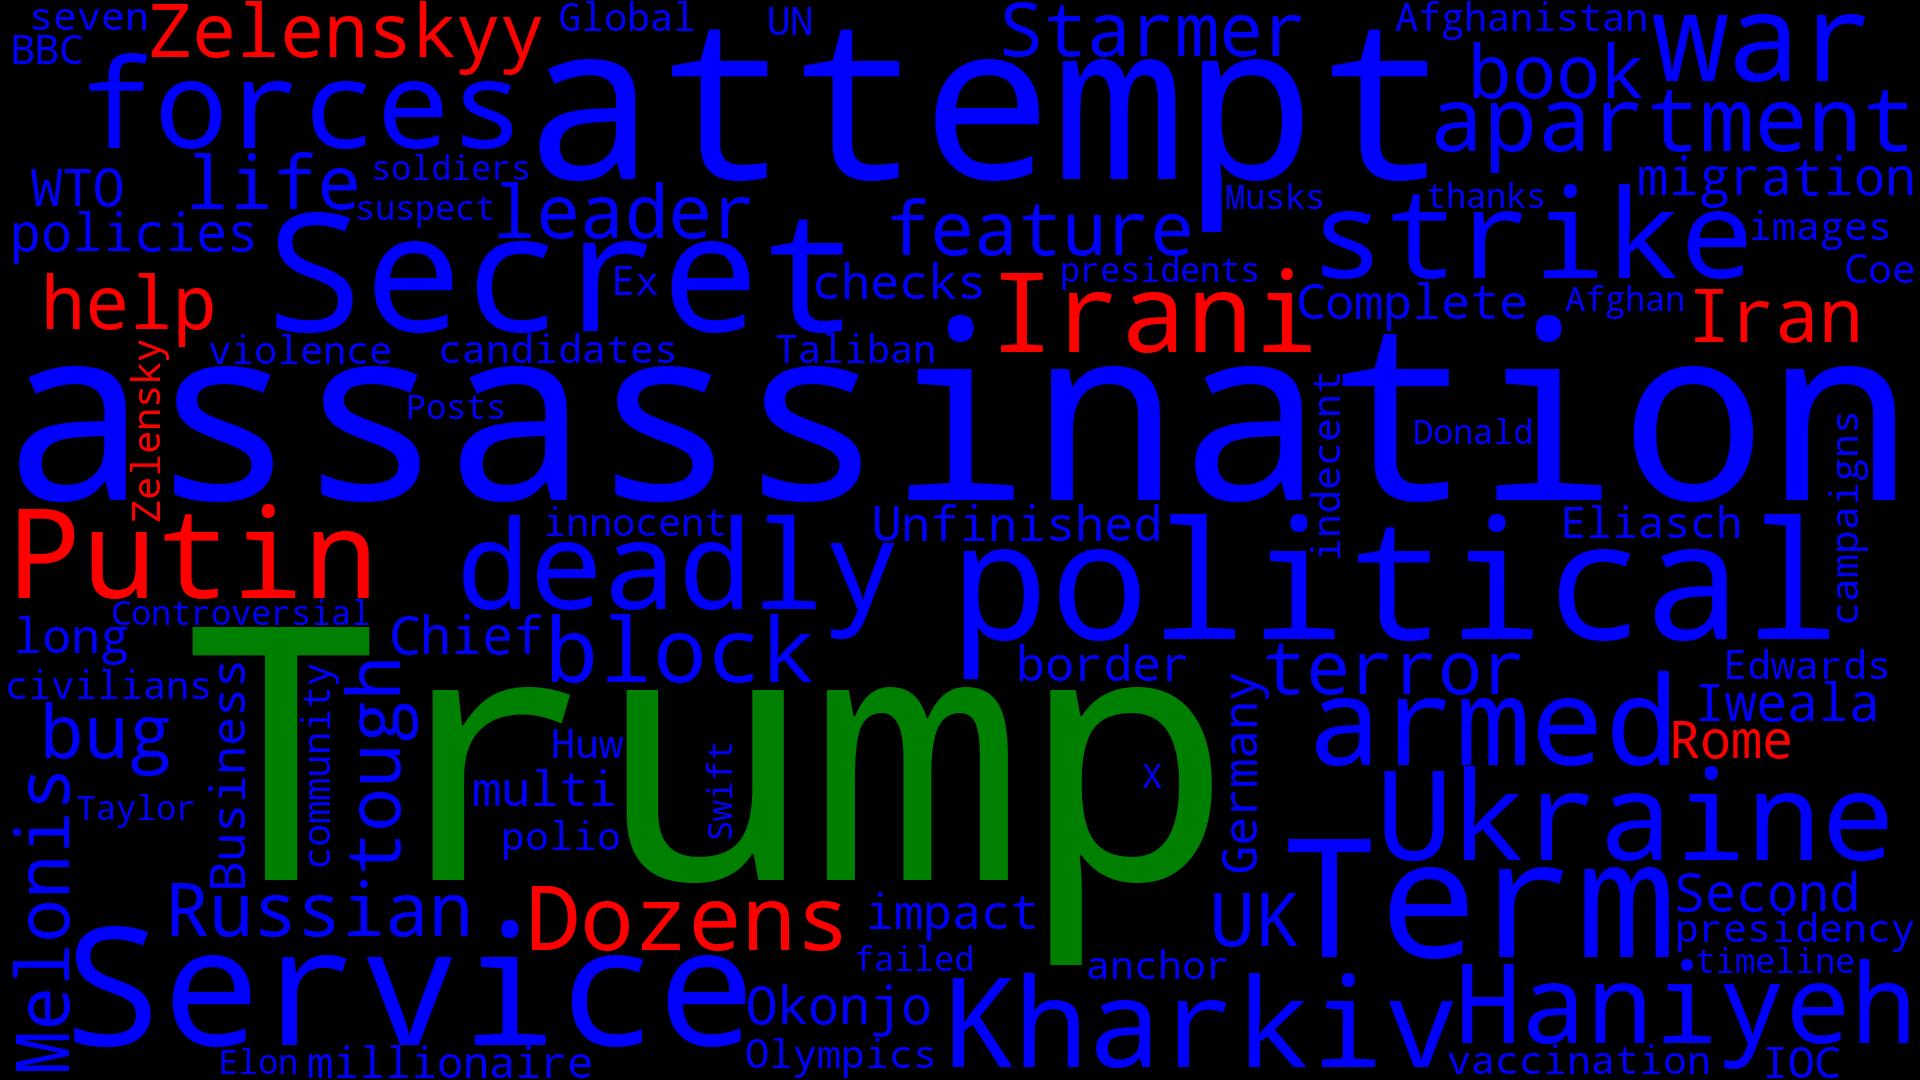 seven
Zelenskyy
Global
UN
Starmer
Afghanistan
war
BBC
forces
attempt
book
apartment
WTO
life
soldiers
suspect
leader
Musks
thanks
migration
policies
Secret
Ex
feature
strike
images
checks
presidents
Coe
help
Irani
Complete
Afghan
Iran
violence
candidates
Taliban
Zelensky
assassination
Posts
indecent
Donald
campaigns
Putin
innocent
Unfinished
Eliasch
deadly
political
Controversial
long
Chief
block
border
terror
Edwards
civilians
Business
community
tough
Germany
armed
Iweala
bug
Trump
Huw
Swift
X
Rome
Melonis
Taylor
multi
polio
Ukraine
Term
Russian
Dozens
impact
UK
Second
presidency
Service
failed
anchor
timeline
Okonjo
Kharkiv
Haniyeh
Elon
millionaire
Olympics
vaccination
IOC